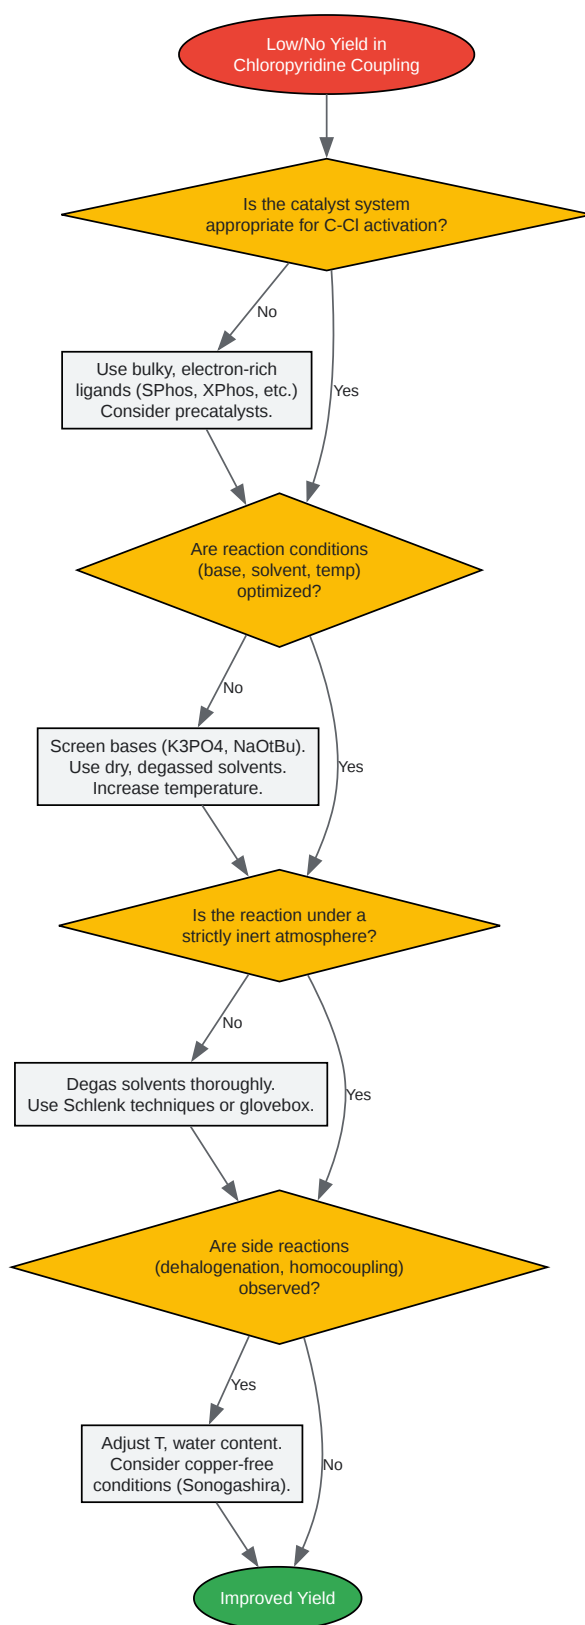 Low/No Yield in
Chloropyridine Coupling
Is the catalyst system
appropriate for C-Cl activation?
No
Use bulky, electron-rich
ligands (SPhos, XPhos, etc.)
Consider precatalysts.
Yes
Are reaction conditions
(base, solvent, temp)
optimized?
No
Screen bases (K3PO4, NaOtBu).
Use dry, degassed solvents.
Increase temperature.
Yes
Is the reaction under a
strictly inert atmosphere?
No
Degas solvents thoroughly.
Use Schlenk techniques or glovebox.
Yes
Are side reactions
(dehalogenation, homocoupling)
observed?
Yes
Adjust T, water content.
Consider copper-free
conditions (Sonogashira).
No
Improved Yield